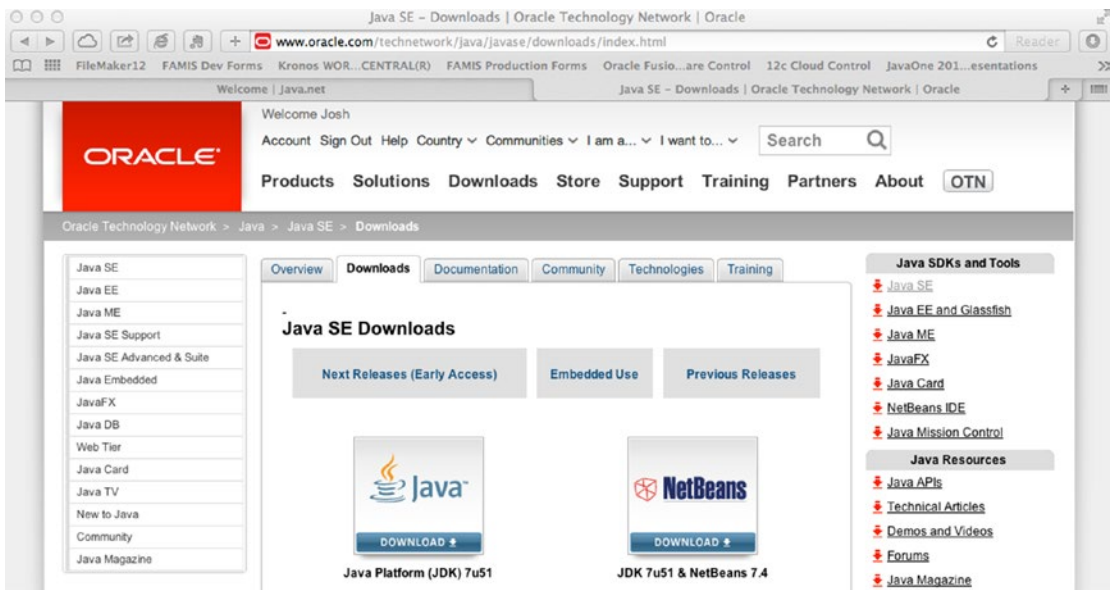 Java SE – Downloads | Oracle Technology Network | Oracle
www.oracle.com/technetwork/java/javase/downloads/index.html
Reader
FileMaker12 FAMIS Dev Forms Kronos WOR...CENTRAL(R) FAMIS Production Forms Oracle Fusio...are Control 12c Cloud Control JavaOne 201...esentations
Welcome | Java.net
Java SE – Downloads | Oracle Technology Network | Oracle
Welcome Josh
Account Sign Out Help Country Communities I am a... I want to... Search
ORACLE
Products Solutions Downloads Store Support Training Partners About OTN
Oracle Technology Network > Java > Java SE > Downloads
Java SE
Java EE
Java ME
Java SE Support
Java SE Advanced & Suite
Java Embedded
JavaFX
Java DB
Web Tier
Java Card
Java TV
New to Java
Community
Java Magazine
Overview Downloads Documentation Community Technologies Training
-
Java SE Downloads
Next Releases (Early Access) Embedded Use Previous Releases
Java
DOWNLOAD
Java Platform (JDK) 7u51
NetBeans
DOWNLOAD
JDK 7u51 & NetBeans 7.4
Java SDKs and Tools
Java SE
Java EE and Glassfish
Java ME
JavaFX
Java Card
NetBeans IDE
Java Mission Control
Java Resources
Java APIs
Technical Articles
Demos and Videos
Forums
Java Magazine